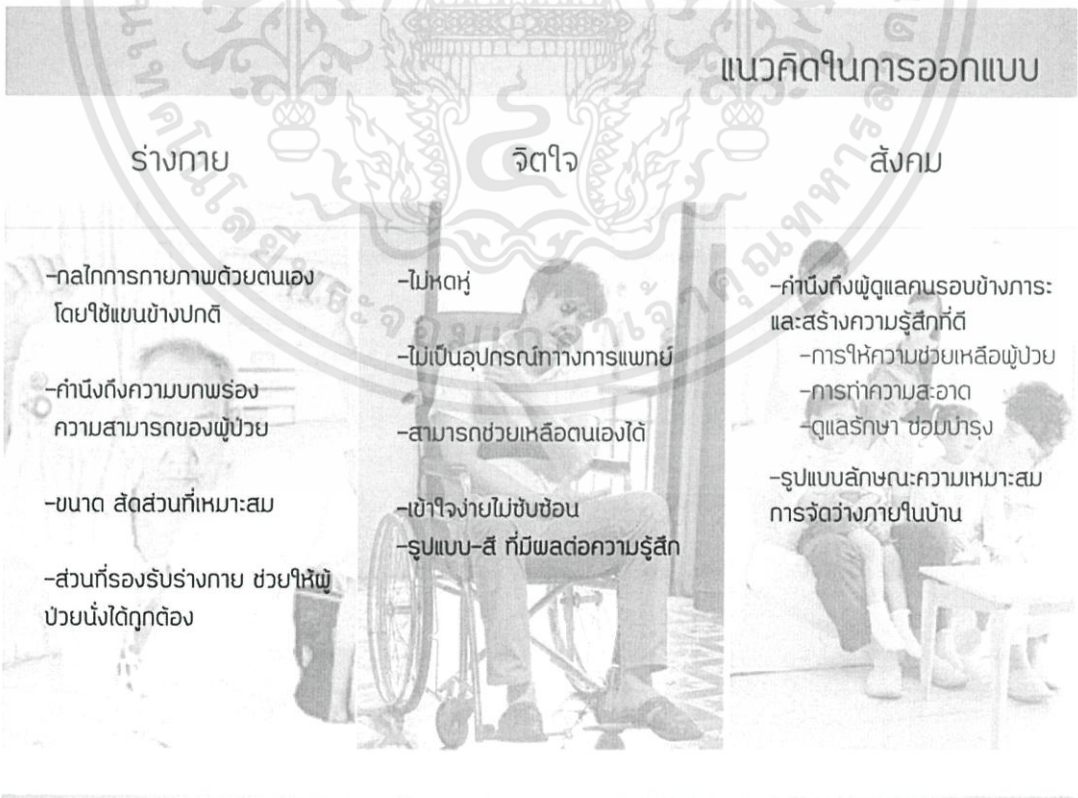 แนวคิดในการออกแบบ
ร่างกาย
-กลไกการกายภาพด้วยตนเอง
โดยใช้แขนข้างปกติ
-คำนึงถึงความบกพร่อง
ความสามารถของผู้ป่วย
-ขนาด สัดส่วนที่เหมาะสม
-ส่วนที่รองรับร่างกาย ช่วยให้ผู้
ป่วยนั่งได้ถูกต้อง
จิตใจ
-ไม่หดหู่
-ไม่เป็นอุปกรณ์ทาางการแพทย์
-สามารถช่วยเหลือตนเองได้
-เข้าใจง่ายไม่ซับซ้อน
-รูปแบบ-สี ที่มีผลต่อความรู้สึก
สังคม
-คำนึงถึงผู้ดูแลคนรอบข้างภาระ
และสร้างความรู้สึกที่ดี
-การให้ความช่วยเหลือผู้ป่วย
-การทำความสะอาด
-ดูแลรักษา ซ่อมบำรุง
-รูปแบบลักษณะความเหมาะสม
การจัดว่างภายในบ้าน